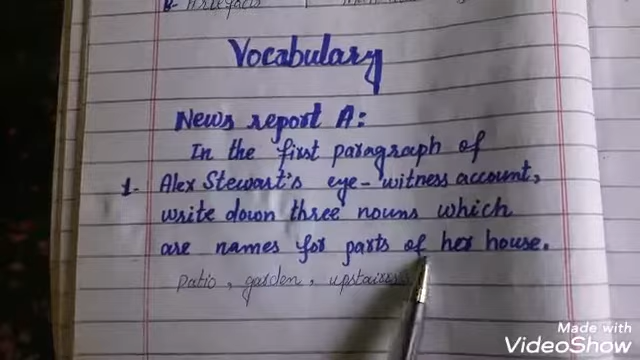 B- Artefacts
Vocabulary
News report A:
In the first paragraph of
1. Alex Stewart's eye-witness account,
write down three nouns which
are names for parts of her house.
patio, garden, upstairs
Made with
VideoShow